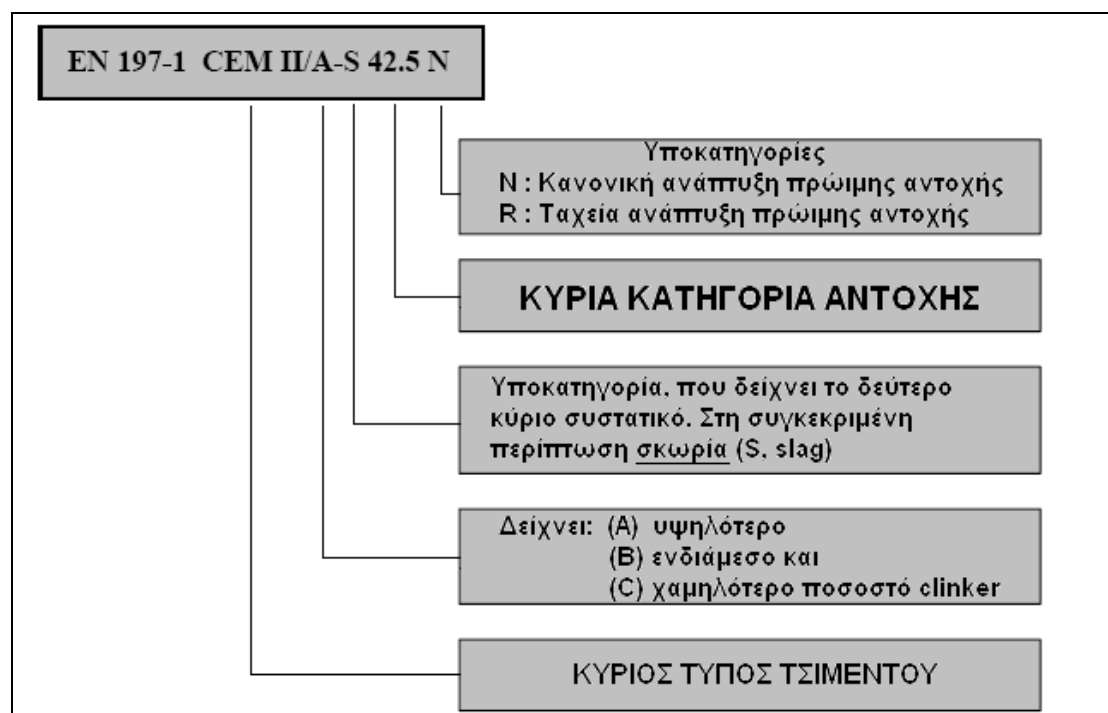 EN 197-1 CEM II/A-S 42.5 N
Υποκατηγορίες
N : Κανονική ανάπτυξη πρώιμης αντοχής
R : Ταχεία ανάπτυξη πρώιμης αντοχής
ΚΥΡΙΑ ΚΑΤΗΓΟΡΙΑ ΑΝΤΟΧΗΣ
Υποκατηγορία, που δείχνει το δεύτερο
κύριο συστατικό. Στη συγκεκριμένη
περίπτωση σκωρία (S, slag)
Δείχνει: (A) υψηλότερο
(B) ενδιάμεσο και
(C) χαμηλότερο ποσοστό clinker
ΚΥΡΙΟΣ ΤΥΠΟΣ ΤΣΙΜΕΝΤΟΥ